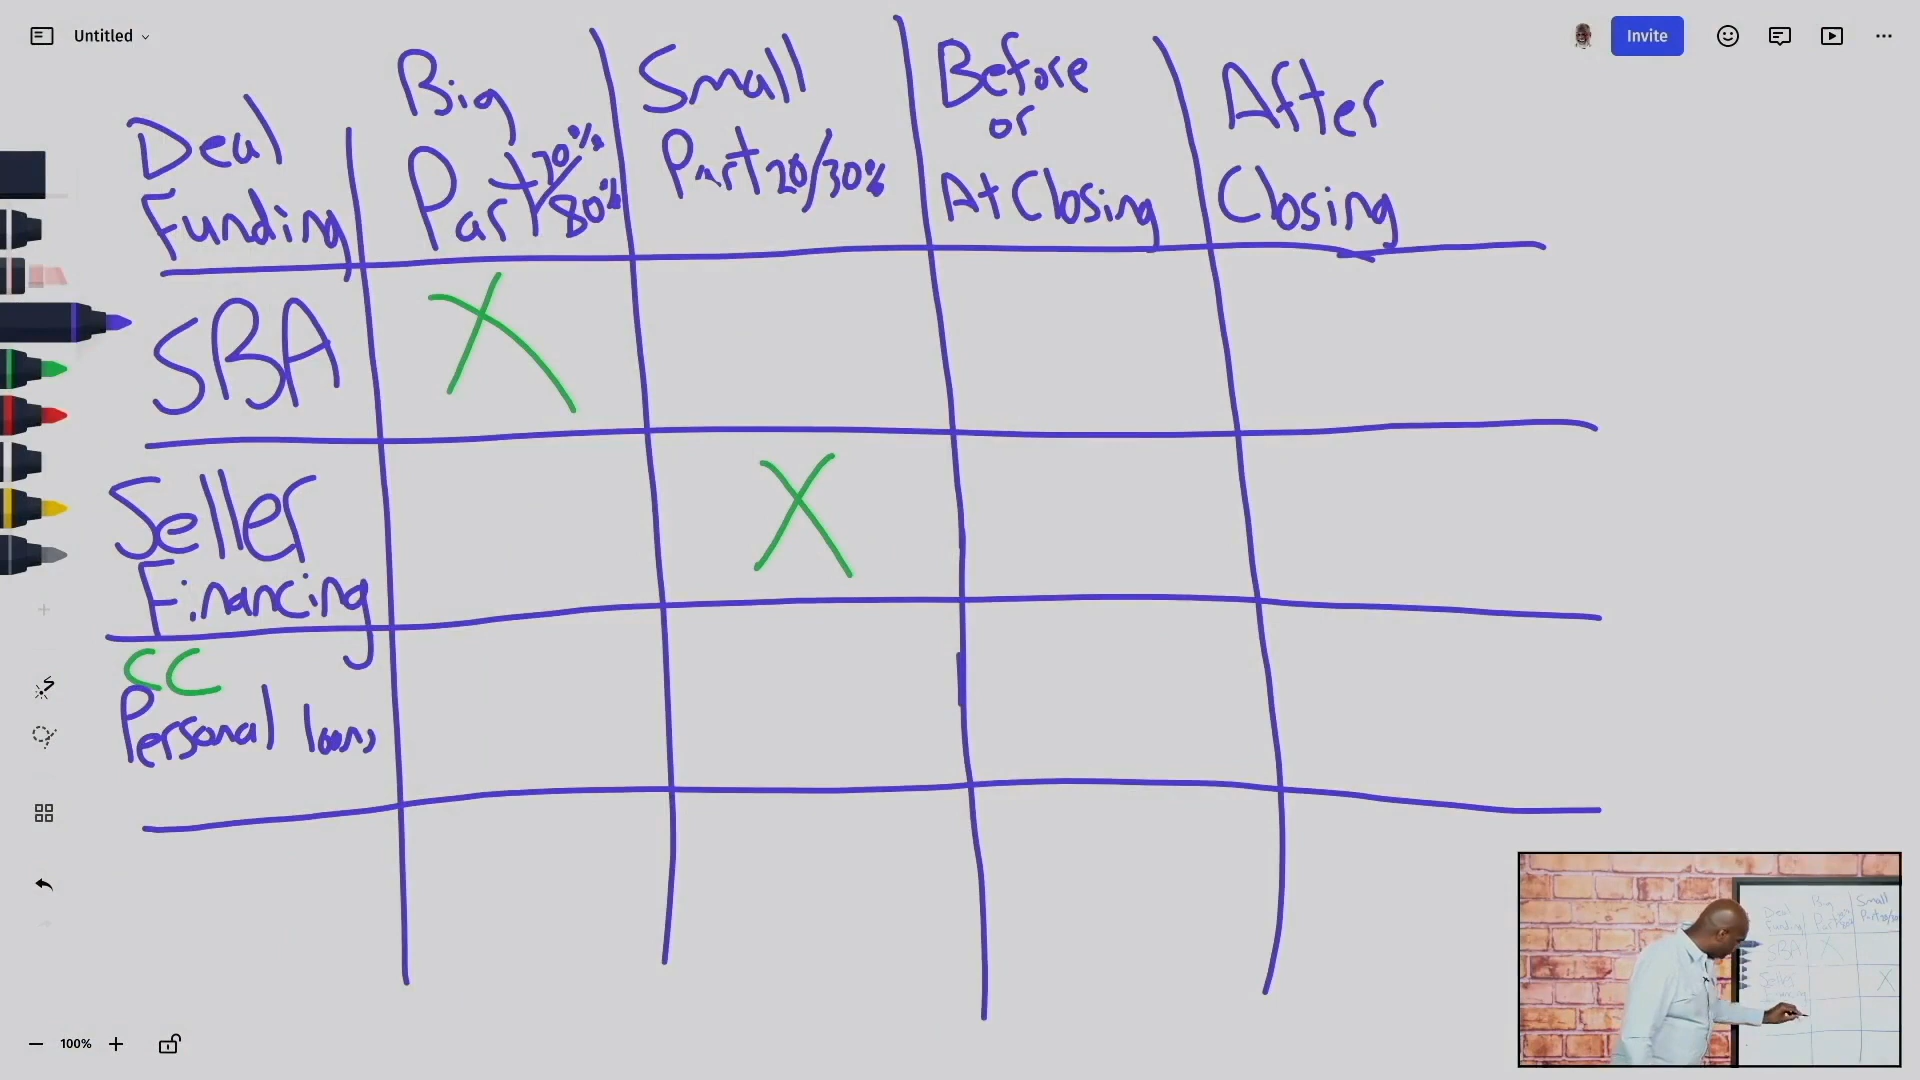 Untitled
Invite
Deal
Funding
Big
Part 70%/80%
Small
Part 20/30%
Before
or
At Closing
After
Closing
SBA
X
Seller
Financing
X
CC
Personal loans
100%